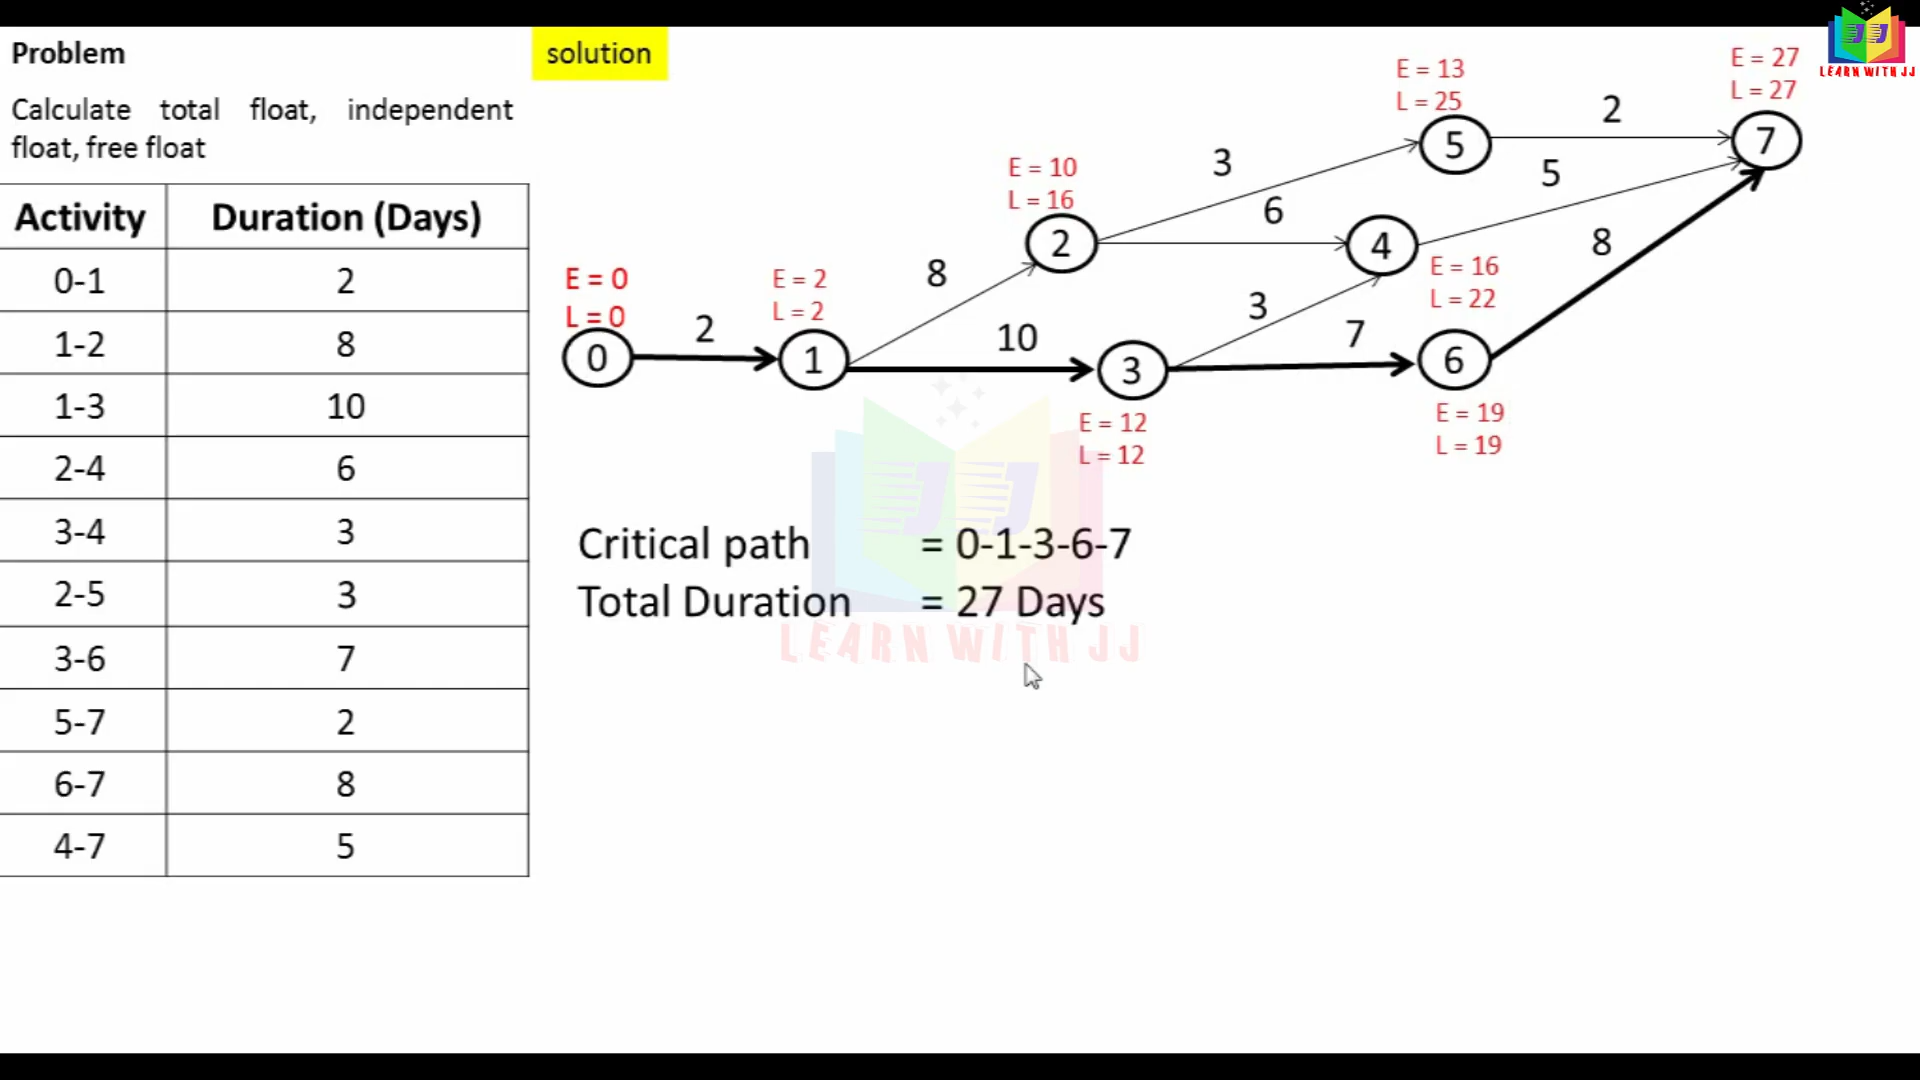 Problem
Calculate total float, independent
float, free float
Activity Duration (Days)
0-1 2
1-2 8
1-3 10
2-4 6
3-4 3
2-5 3
3-6 7
5-7 2
6-7 8
4-7 5
solution
E = 0
L = 0
0
2
E = 2
L = 2
1
8
10
E = 10
L = 16
2
3
6
E = 12
L = 12
3
3
7
E = 13
L = 25
5
2
4
E = 16
L = 22
5
6
E = 19
L = 19
8
E = 27
L = 27
7
Critical path = 0-1-3-6-7
Total Duration = 27 Days
JJ
LEARN WITH JJ
JJ
LEARN WITH JJ